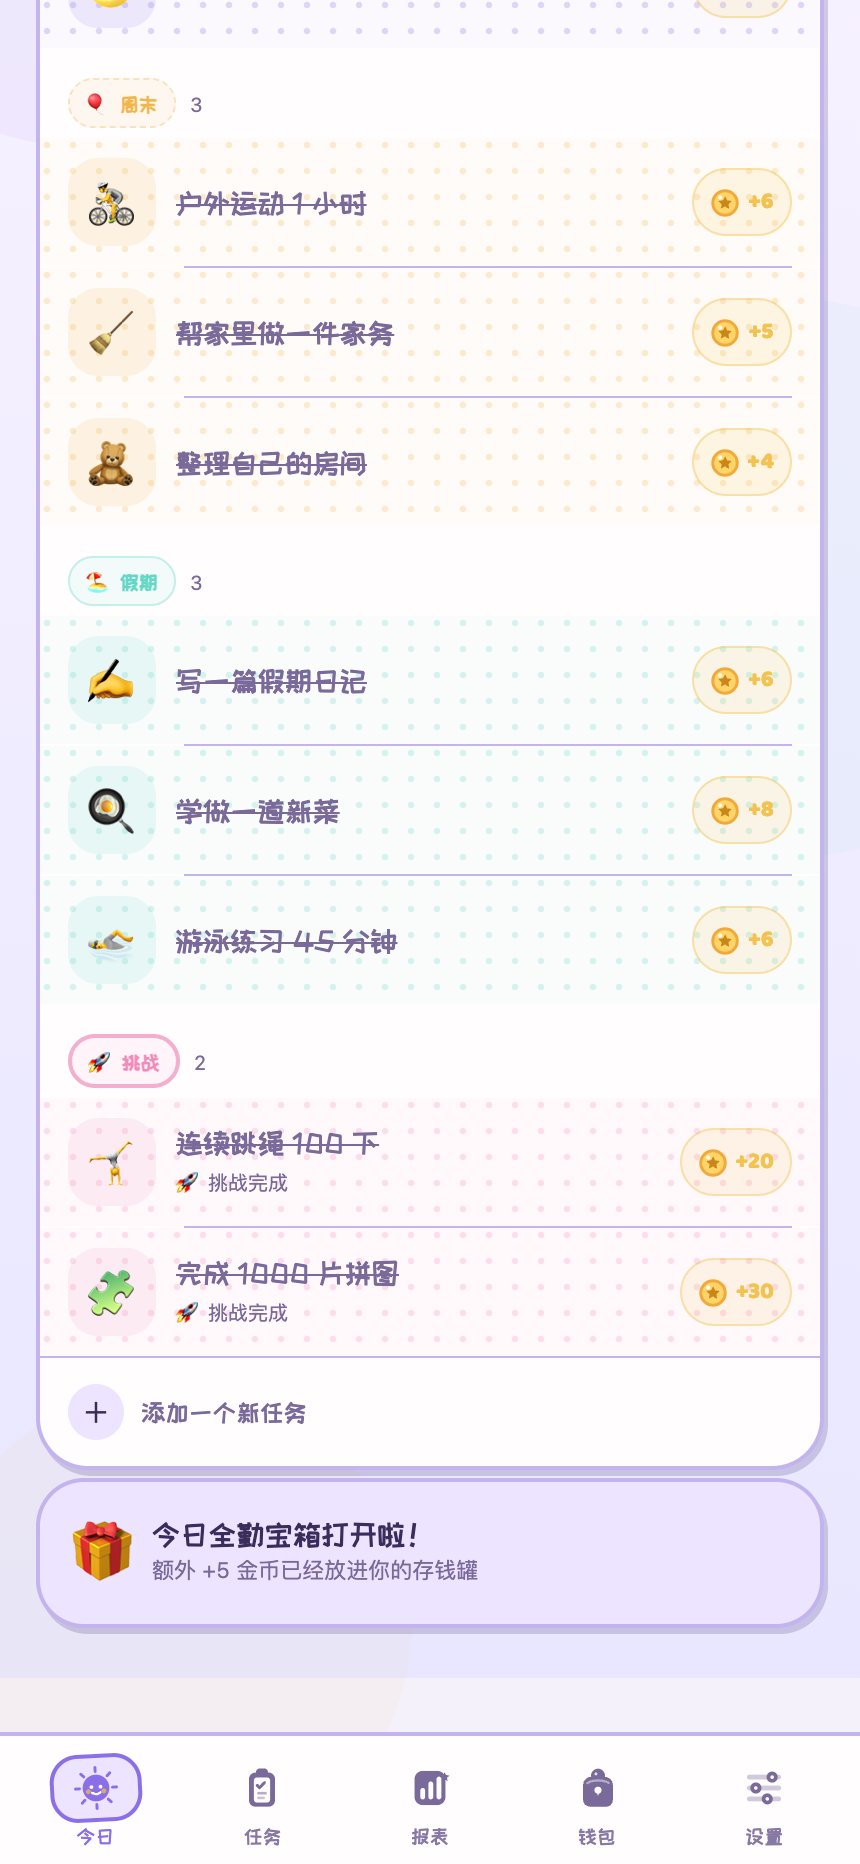 周末 3
户外运动 1 小时
+6
帮家里做一件家务
+5
整理自己的房间
+4
假期 3
写一篇假期日记
+6
学做一道新菜
+8
游泳练习 45 分钟
+6
挑战 2
连续跳绳 100 下
挑战完成
+20
完成 1000 片拼图
挑战完成
+30
添加一个新任务
今日全勤宝箱打开啦！
额外 +5 金币已经放进你的存钱罐
今日
任务
报表
钱包
设置